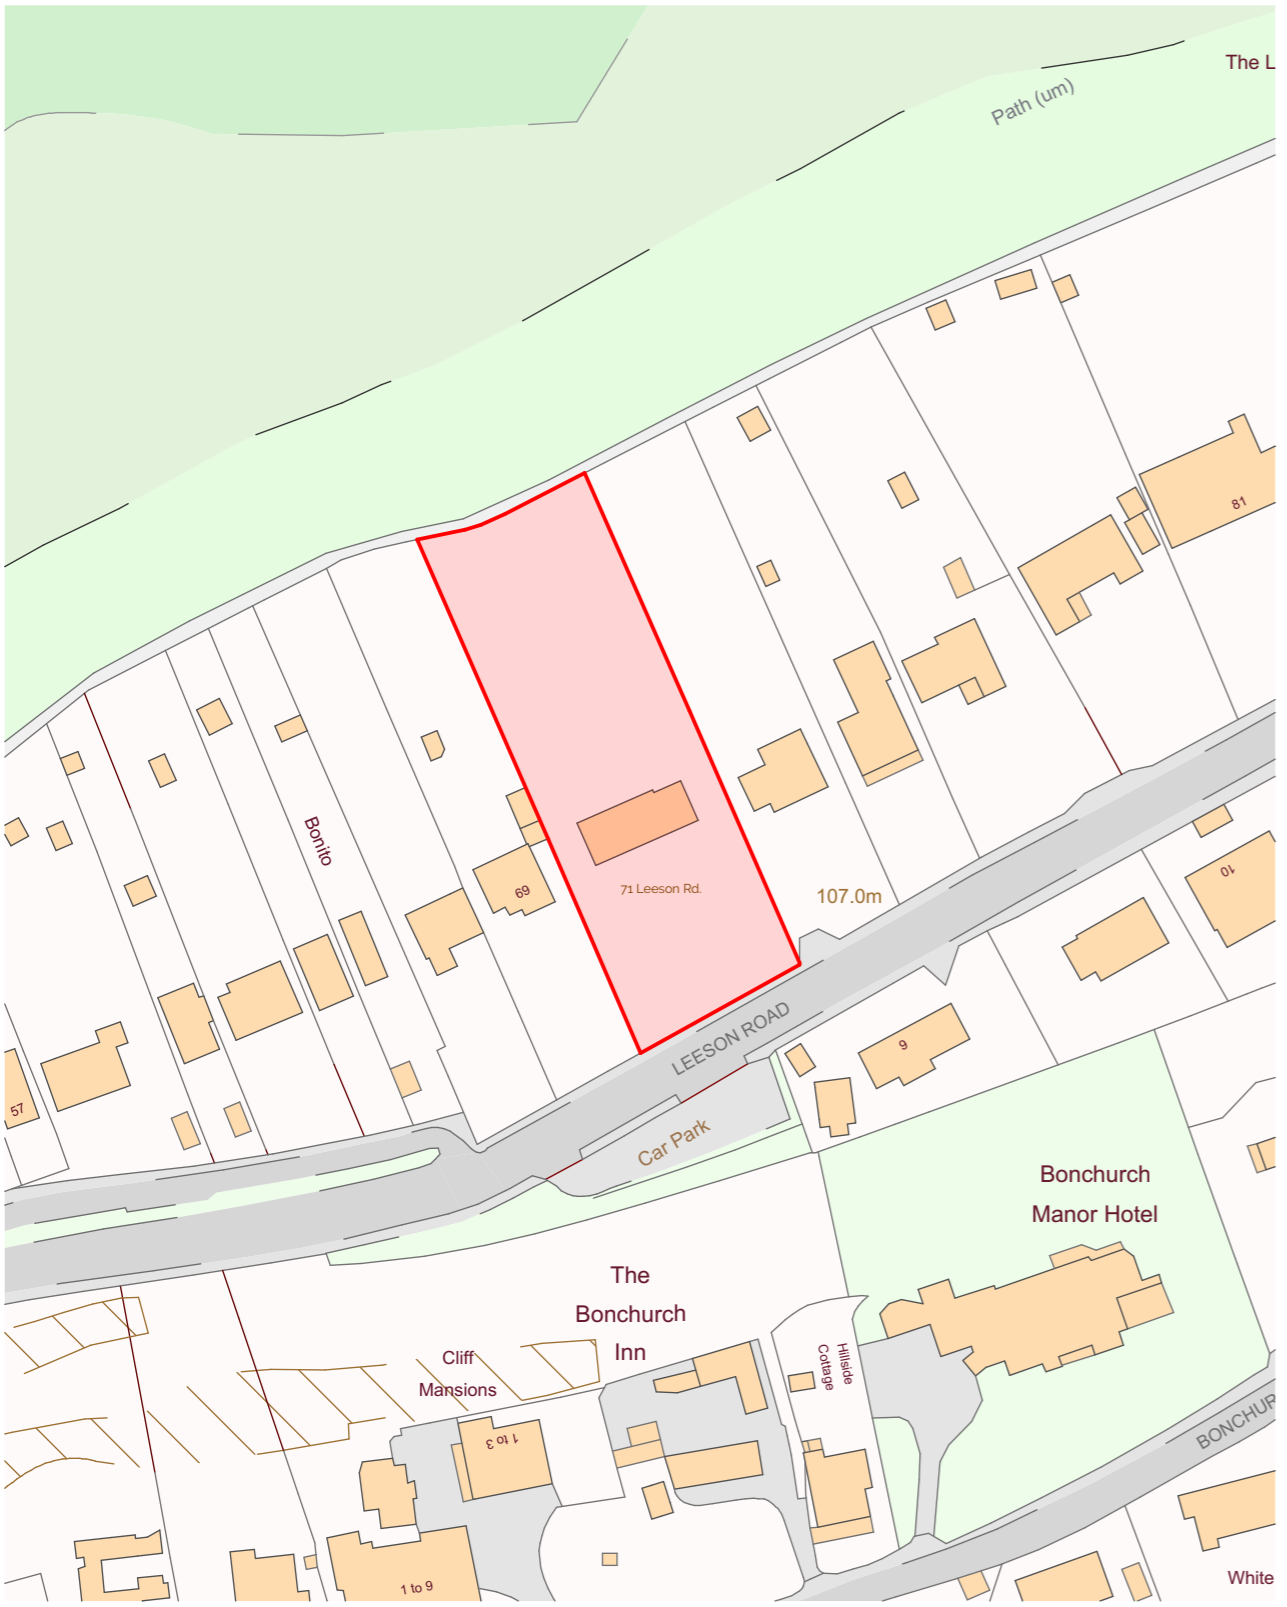 The L
Path (um)
81
Bonito
69
71 Leeson Rd.
107.0m
10
LEESON ROAD
9
57
Car Park
Bonchurch
Manor Hotel
The
Bonchurch
Inn
Cliff
Mansions
Hillside
Cottage
1 to 3
BONCHUR
1 to 9
White